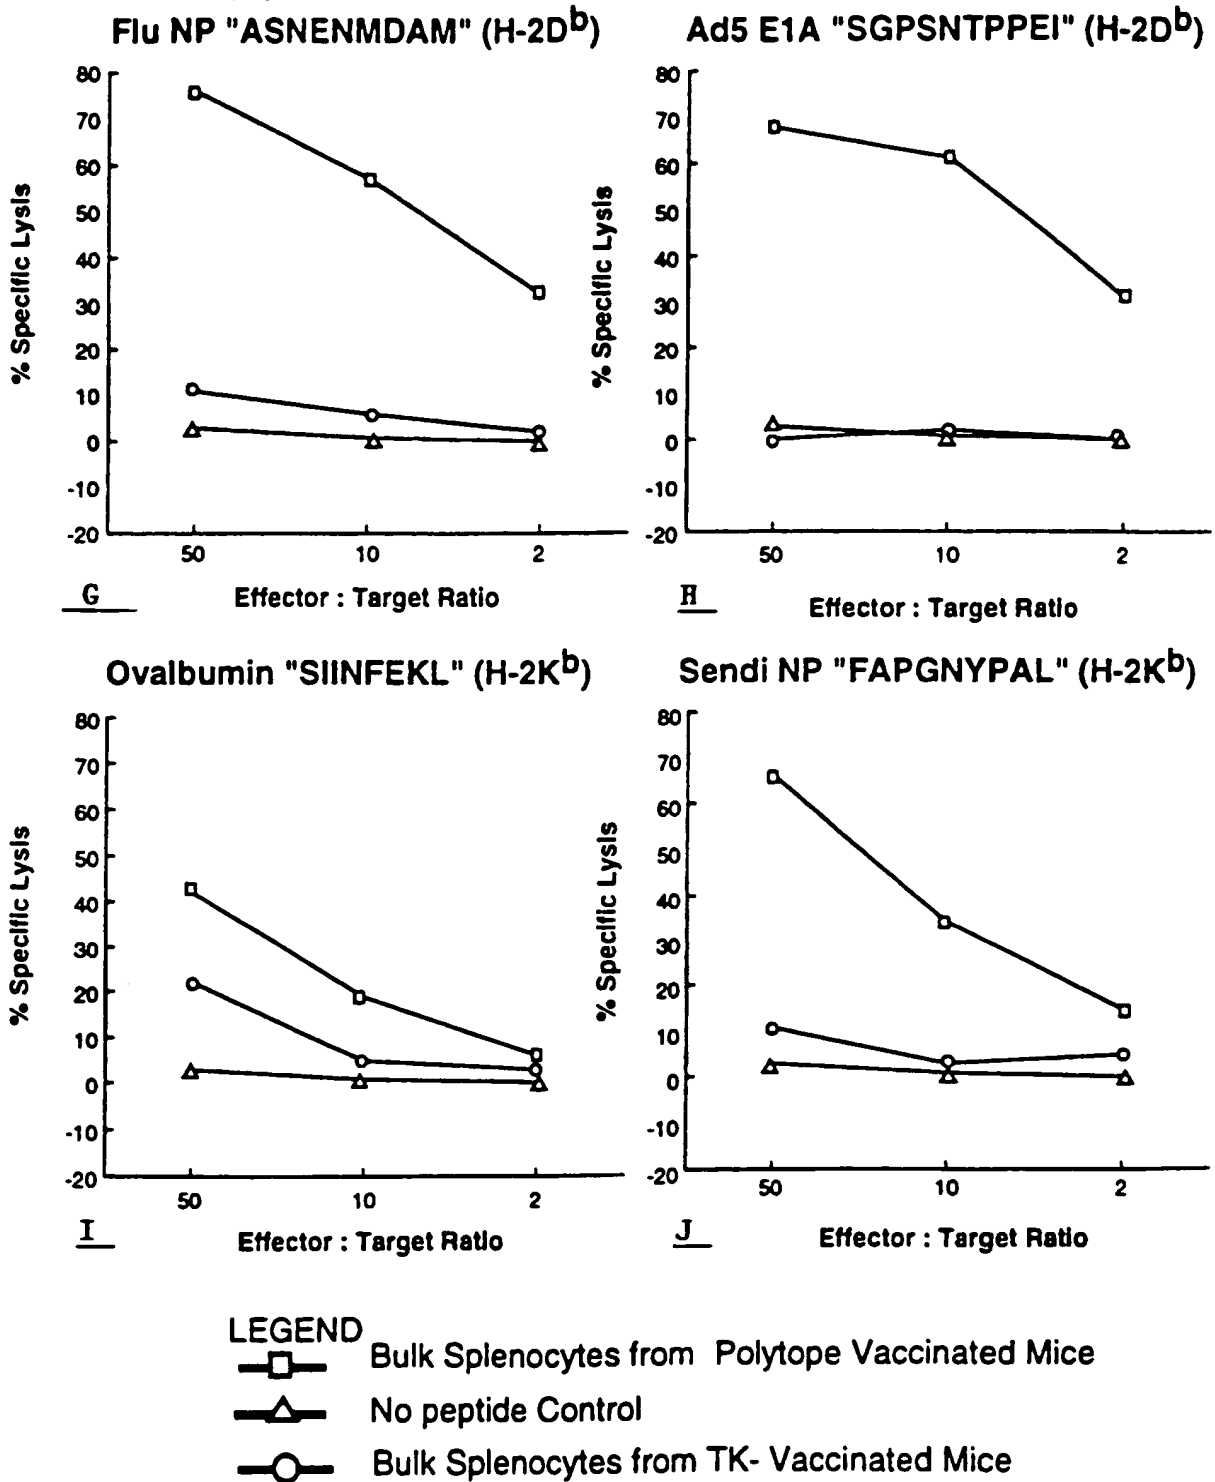 Flu NP "ASNENMDAM" (H-2Db)
80
70
60
50
40
30
20
10
0
-10
-20
% Specific Lysis
50 10 2
G Effector : Target Ratio
Ad5 E1A "SGPSNTPPEI" (H-2Db)
80
70
60
50
40
30
20
10
0
-10
-20
% Specific Lysis
50 10 2
H Effector : Target Ratio
Ovalbumin "SIINFEKL" (H-2Kb)
80
70
60
50
40
30
20
10
0
-10
-20
% Specific Lysis
50 10 2
I Effector : Target Ratio
Sendi NP "FAPGNYPAL" (H-2Kb)
80
70
60
50
40
30
20
10
0
-10
-20
% Specific Lysis
50 10 2
J Effector : Target Ratio
LEGEND
Bulk Splenocytes from Polytope Vaccinated Mice
No peptide Control
Bulk Splenocytes from TK- Vaccinated Mice